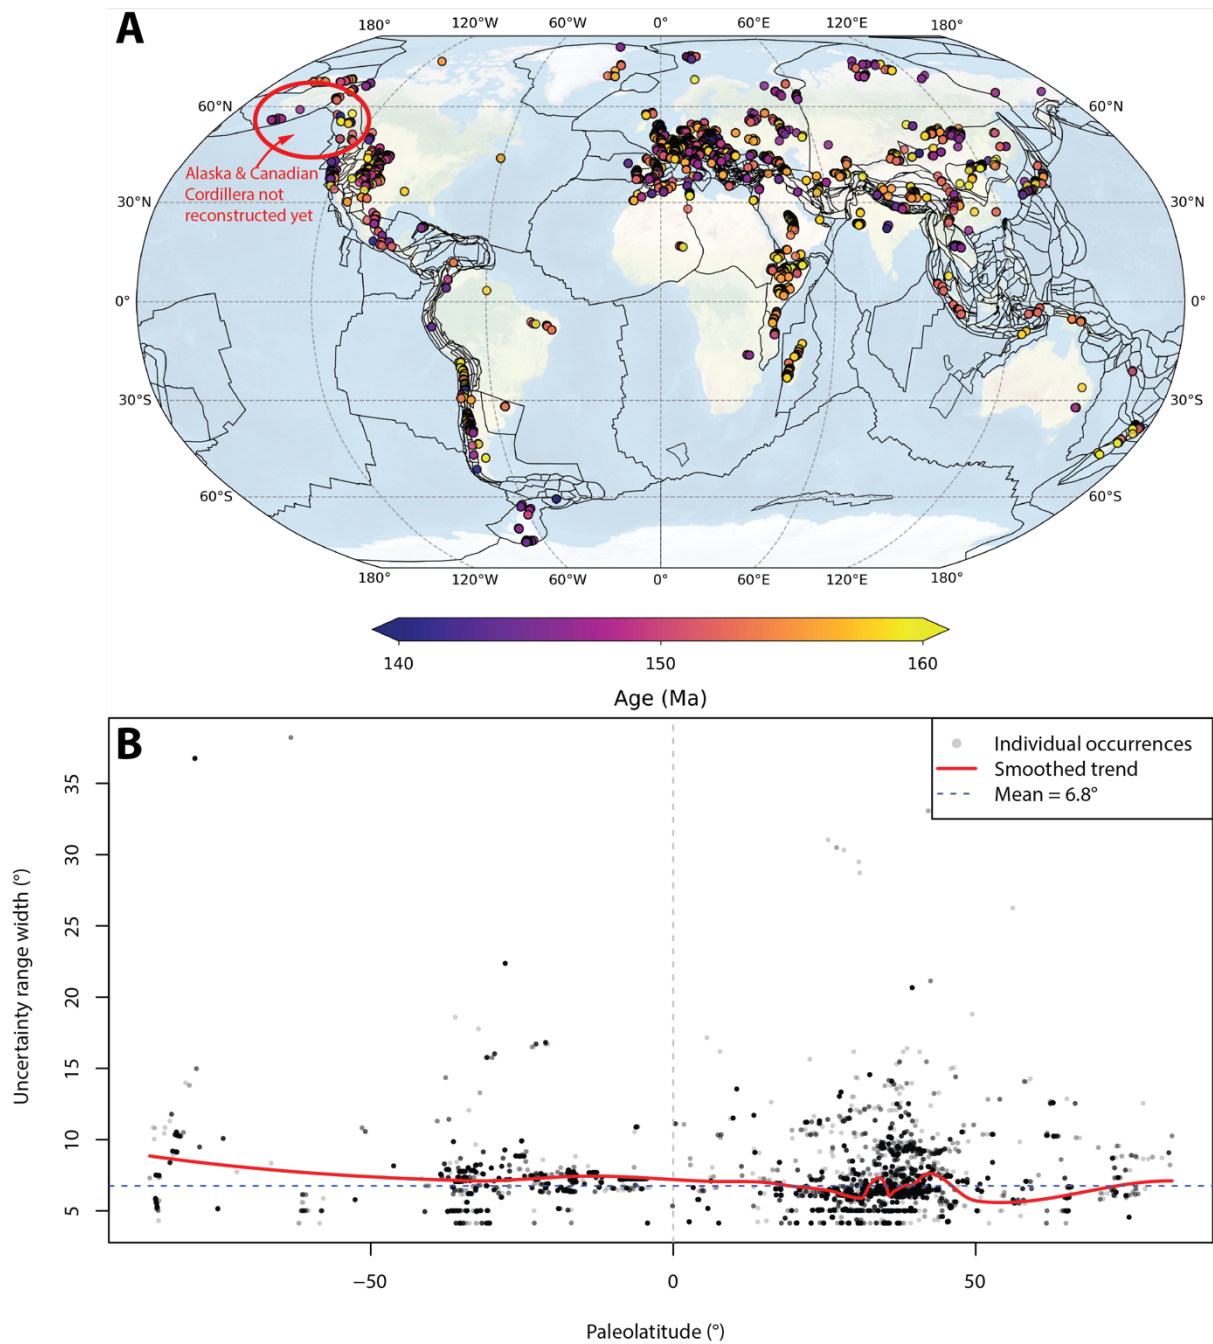 A
180° 120°W 60°W 0° 60°E 120°E 180°
60°N 60°N
Alaska & Canadian
Cordillera not
reconstructed yet
30°N 30°N
0° 0°
30°S 30°S
60°S 60°S
180° 120°W 60°W 0° 60°E 120°E 180°
140 150 160
Age (Ma)
B
Individual occurrences
Smoothed trend
Mean = 6.8°
Uncertainty range width (°)
35
30
25
20
15
10
5
−50 0 50
Paleolatitude (°)